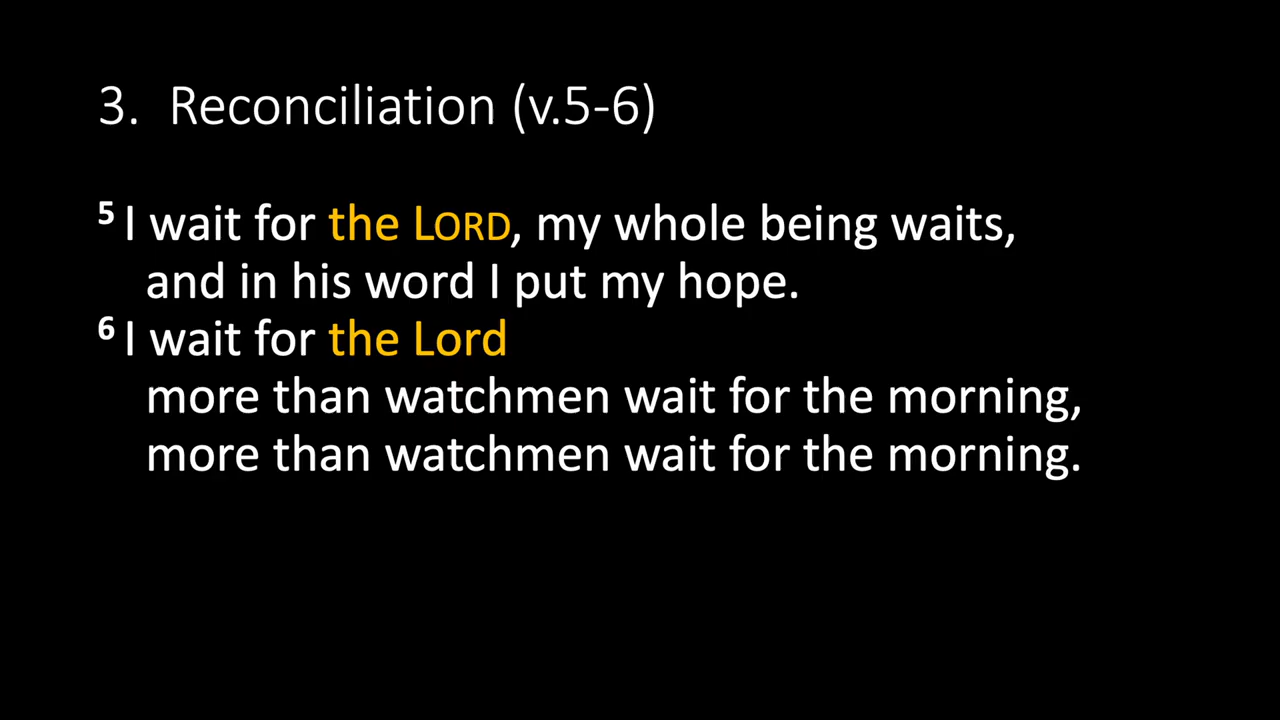 3. Reconciliation (v.5-6)
5 I wait for the LORD, my whole being waits,
and in his word I put my hope.
6 I wait for the Lord
more than watchmen wait for the morning,
more than watchmen wait for the morning.